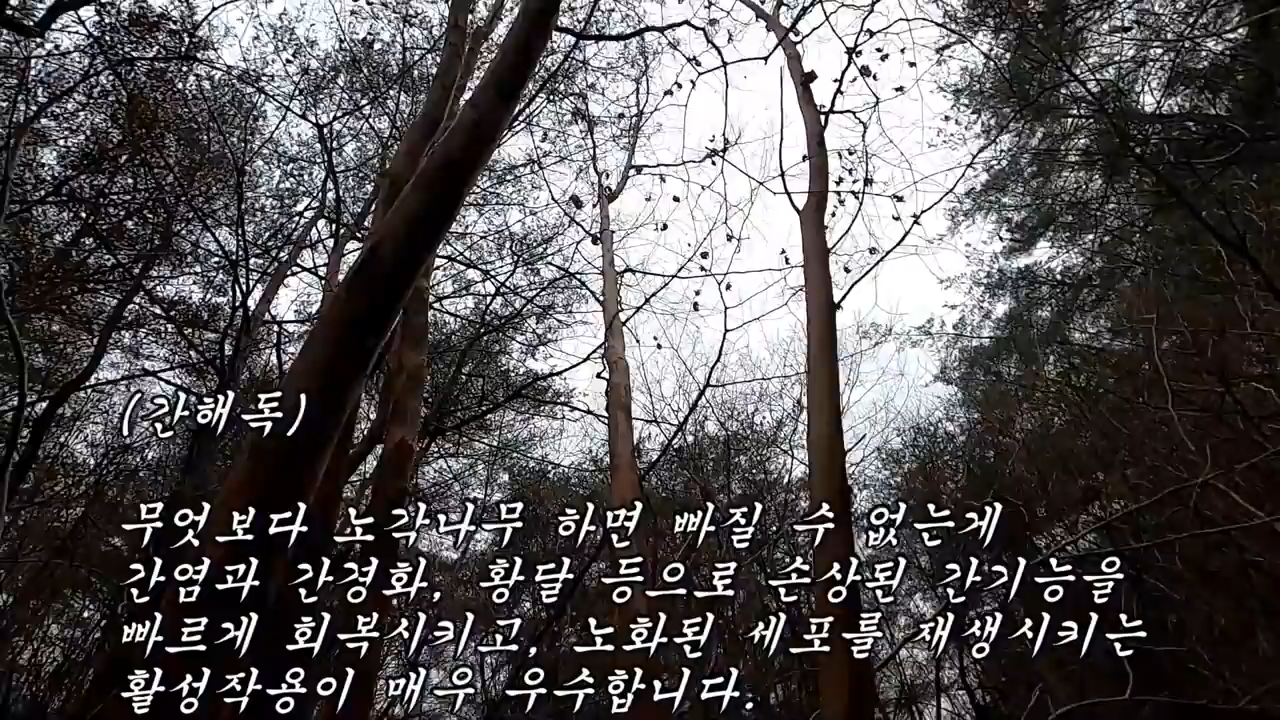 (간해독)
무엇보다 노각나무 하면 빠질 수 없는게
간염과 간경화, 황달 등으로 손상된 간기능을
빠르게 회복시키고, 노화된 세포를 재생시키는
활성작용이 매우 우수합니다.